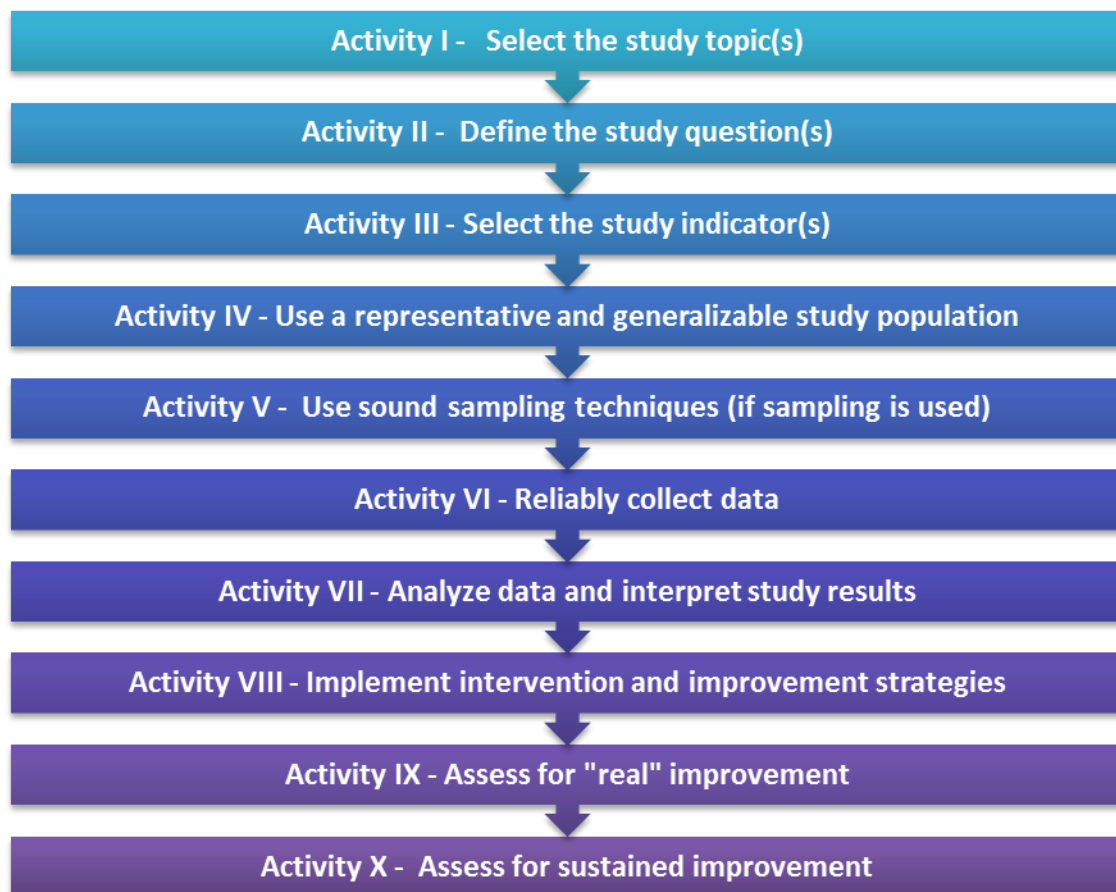 Activity I - Select the study topic(s)
Activity II - Define the study question(s)
Activity III - Select the study indicator(s)
Activity IV - Use a representative and generalizable study population
Activity V - Use sound sampling techniques (if sampling is used)
Activity VI - Reliably collect data
Activity VII - Analyze data and interpret study results
Activity VIII - Implement intervention and improvement strategies
Activity IX - Assess for "real" improvement
Activity X - Assess for sustained improvement